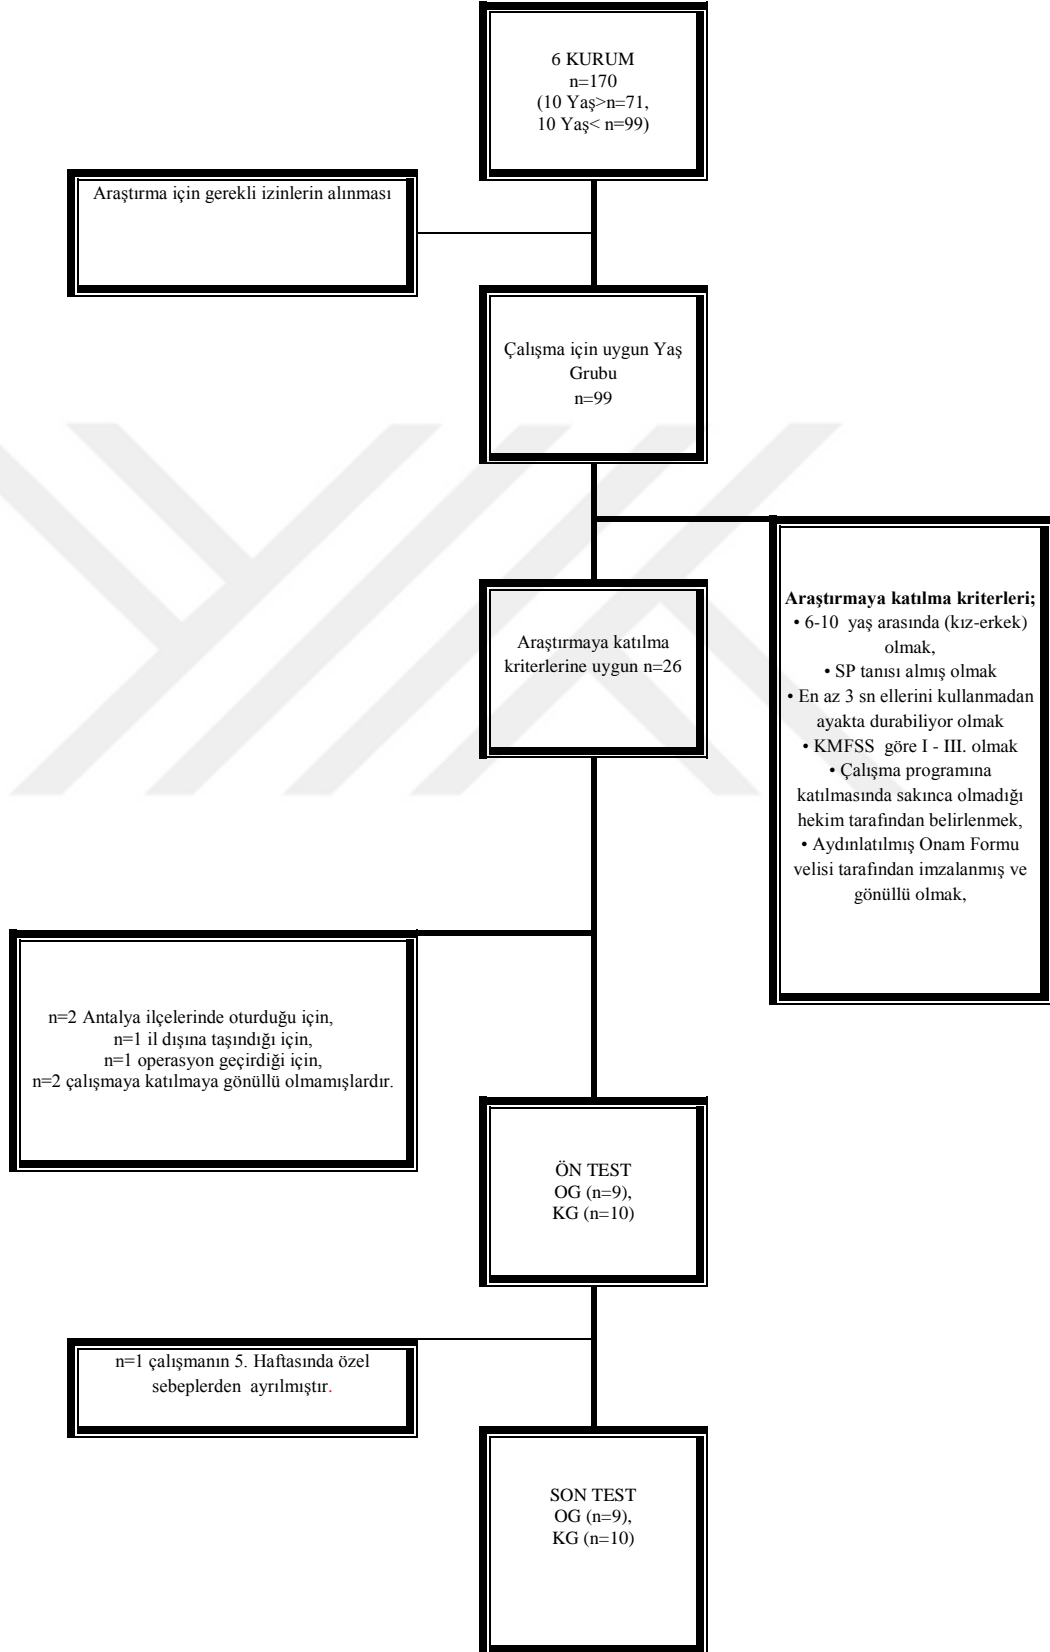 6 KURUM
n=170
(10 Yaş>n=71,
10 Yaş< n=99)
Araştırma için gerekli izinlerin alınması
Çalışma için uygun Yaş
Grubu
n=99
Araştırmaya katılma
kriterlerine uygun n=26
Araştırmaya katılma kriterleri;
• 6-10 yaş arasında (kız-erkek)
olmak,
• SP tanısı almış olmak
• En az 3 sn ellerini kullanmadan
ayakta durabiliyor olmak
• KMFSS göre I - III. olmak
• Çalışma programına
katılmasında sakınca olmadığı
hekim tarafından belirlenmek,
• Aydınlatılmış Onam Formu
velisi tarafından imzalanmış ve
gönüllü olmak,
n=2 Antalya ilçelerinde oturduğu için,
n=1 il dışına taşındığı için,
n=1 operasyon geçirdiği için,
n=2 çalışmaya katılmaya gönüllü olmamışlardır.
ÖN TEST
OG (n=9),
KG (n=10)
n=1 çalışmanın 5. Haftasında özel
sebeplerden ayrılmıştır.
SON TEST
OG (n=9),
KG (n=10)